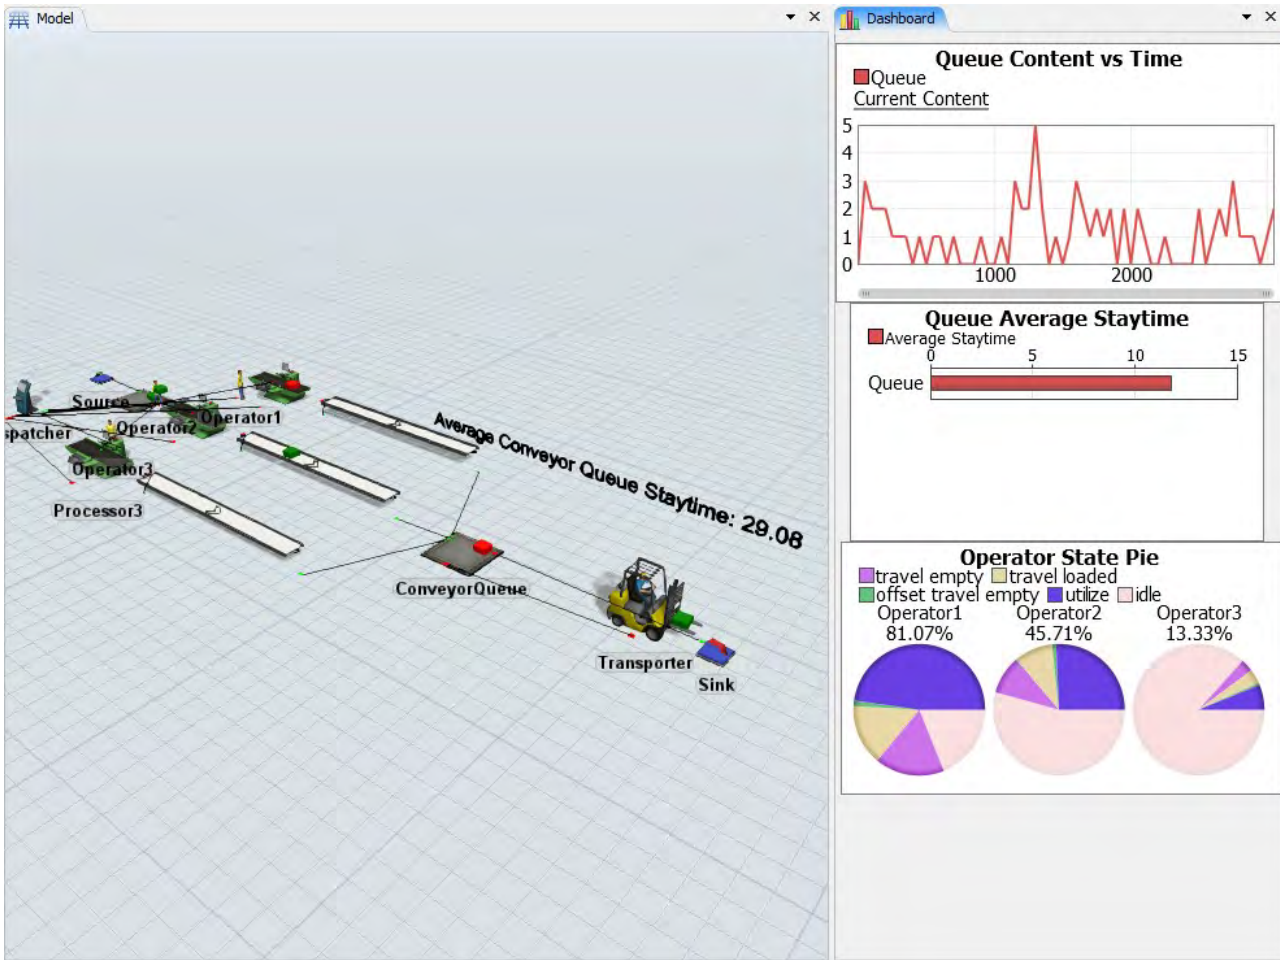 Model
Source
Operator1
Operator2
spatcher
Operator3
Processor3
Average Conveyor Queue Staytime: 29.08
ConveyorQueue
Transporter
Sink
Dashboard
Queue Content vs Time
Queue
Current Content
5
4
3
2
1
0
1000 2000
Queue Average Staytime
Average Staytime
0 5 10 15
Queue
Operator State Pie
travel empty travel loaded
offset travel empty utilize idle
Operator1 Operator2 Operator3
81.07% 45.71% 13.33%